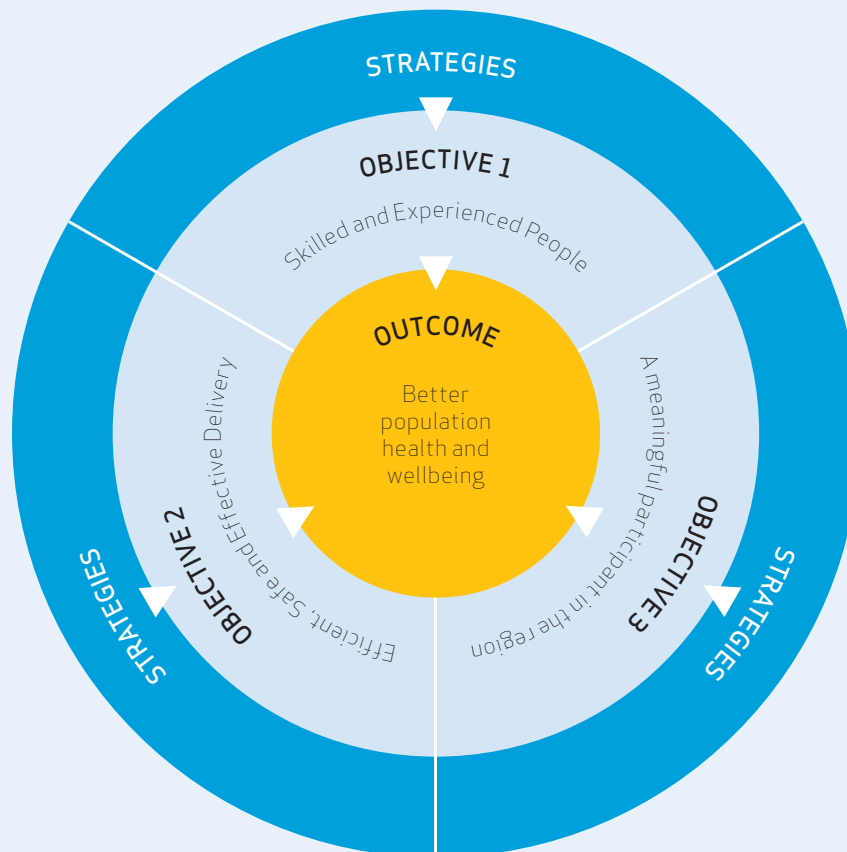 STRATEGIES
OBJECTIVE 1
Skilled and Experienced People
OUTCOME
Better
population
health and
wellbeing
STRATEGIES
OBJECTIVE 2
Efficient, Safe and Effective Delivery
A meaningful participant in the region
OBJECTIVE 3
STRATEGIES